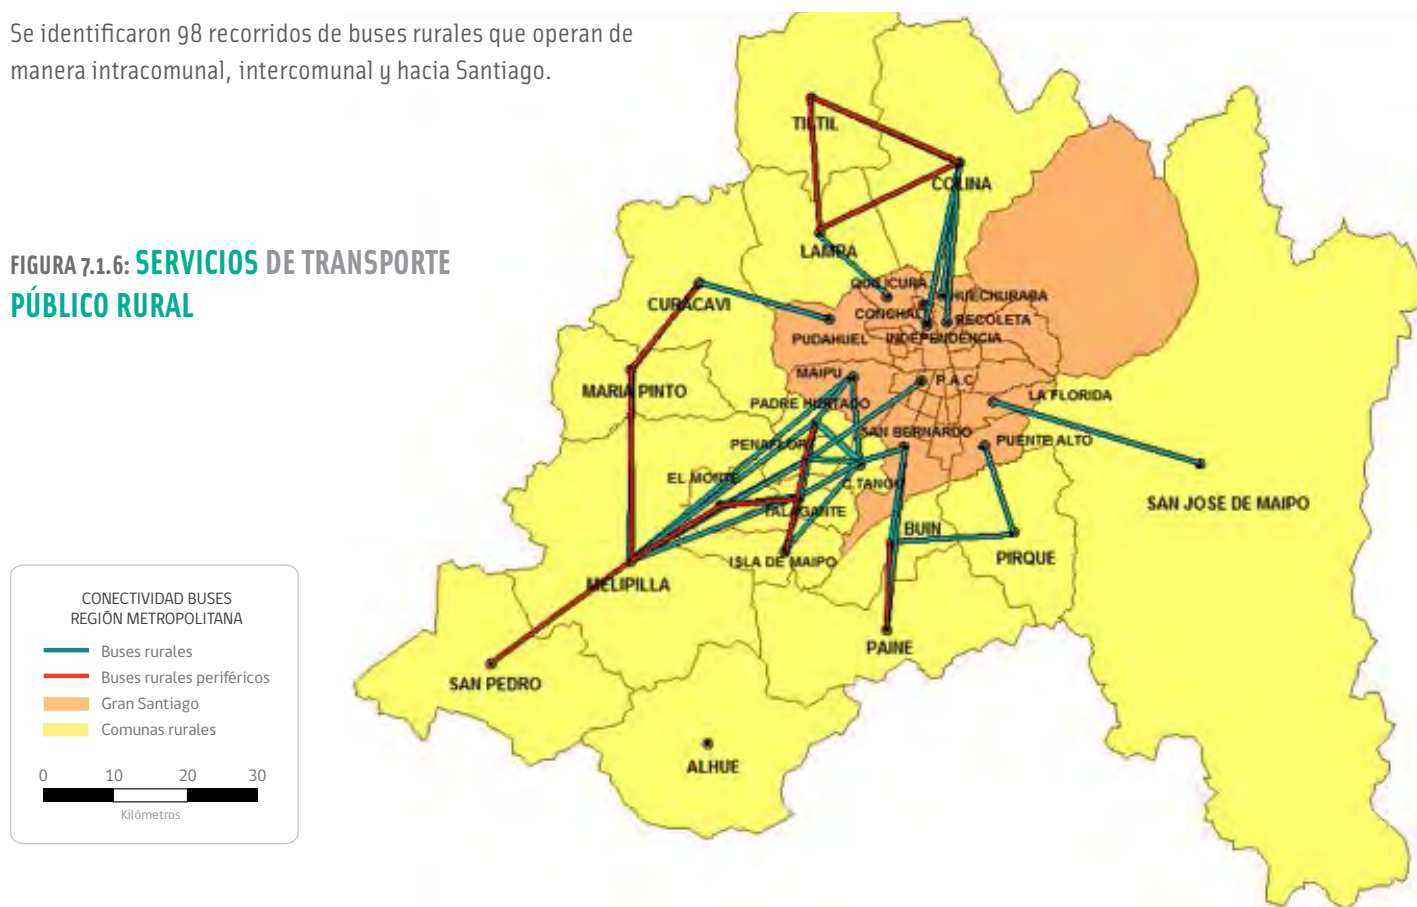 Se identificaron 98 recorridos de buses rurales que operan de
manera intracomunal, intercomunal y hacia Santiago.
FIGURA 7.1.6: SERVICIOS DE TRANSPORTE
PÚBLICO RURAL
TILTIL
COLINA
LAMPA
QUILICURA
HUECHURABA
CURACAVI
CONCHALI
RECOLETA
PUDAHUEL
INDEPENDENCIA
MAIPU
P.A.C
MARIA PINTO
LA FLORIDA
PADRE HURTADO
SAN BERNARDO
PUENTE ALTO
PEÑAFLOR
EL MONTE
C.TANGO
SAN JOSE DE MAIPO
TALAGANTE
BUIN
ISLA DE MAIPO
PIRQUE
MELIPILLA
PAINE
SAN PEDRO
ALHUE
CONECTIVIDAD BUSES
REGIÓN METROPOLITANA
Buses rurales
Buses rurales periféricos
Gran Santiago
Comunas rurales
0 10 20 30
Kilómetros